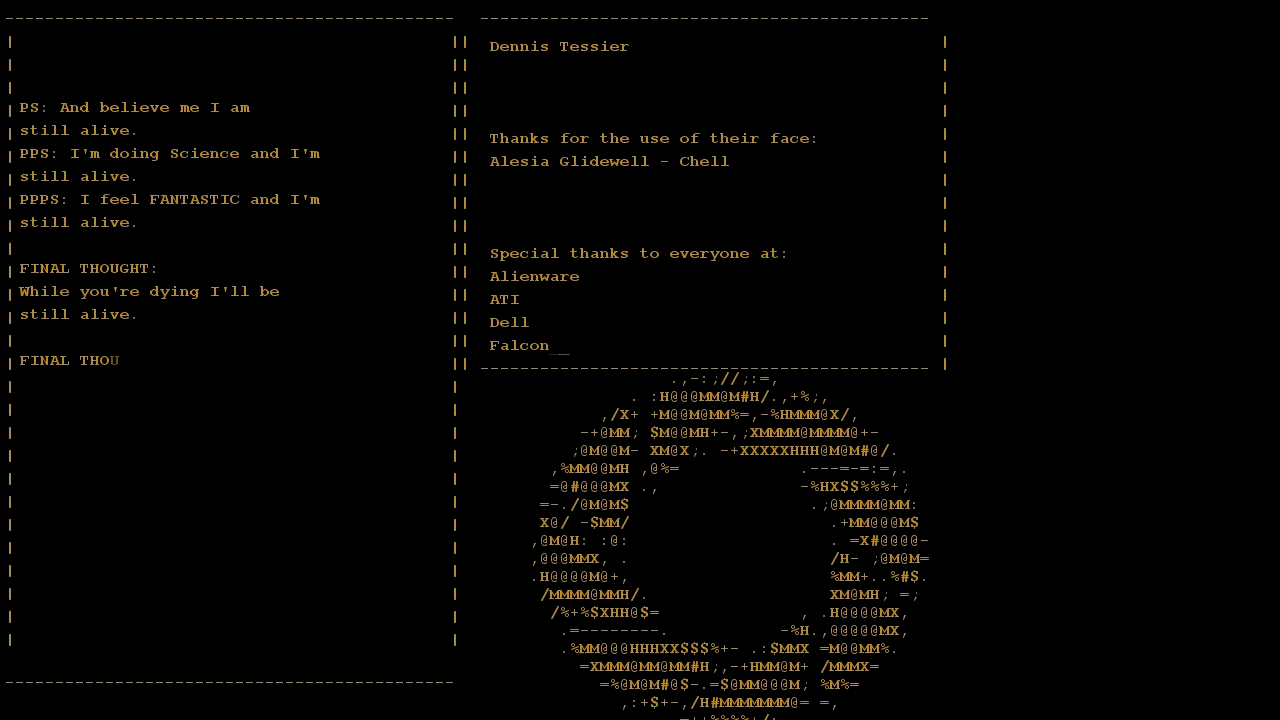 PS: And believe me I am
still alive.
PPS: I'm doing Science and I'm
still alive.
PPPS: I feel FANTASTIC and I'm
still alive.
FINAL THOUGHT:
While you're dying I'll be
still alive.
FINAL THOU
Dennis Tessier
Thanks for the use of their face:
Alesia Glidewell - Chell
Special thanks to everyone at:
Alienware
ATI
Dell
Falcon__